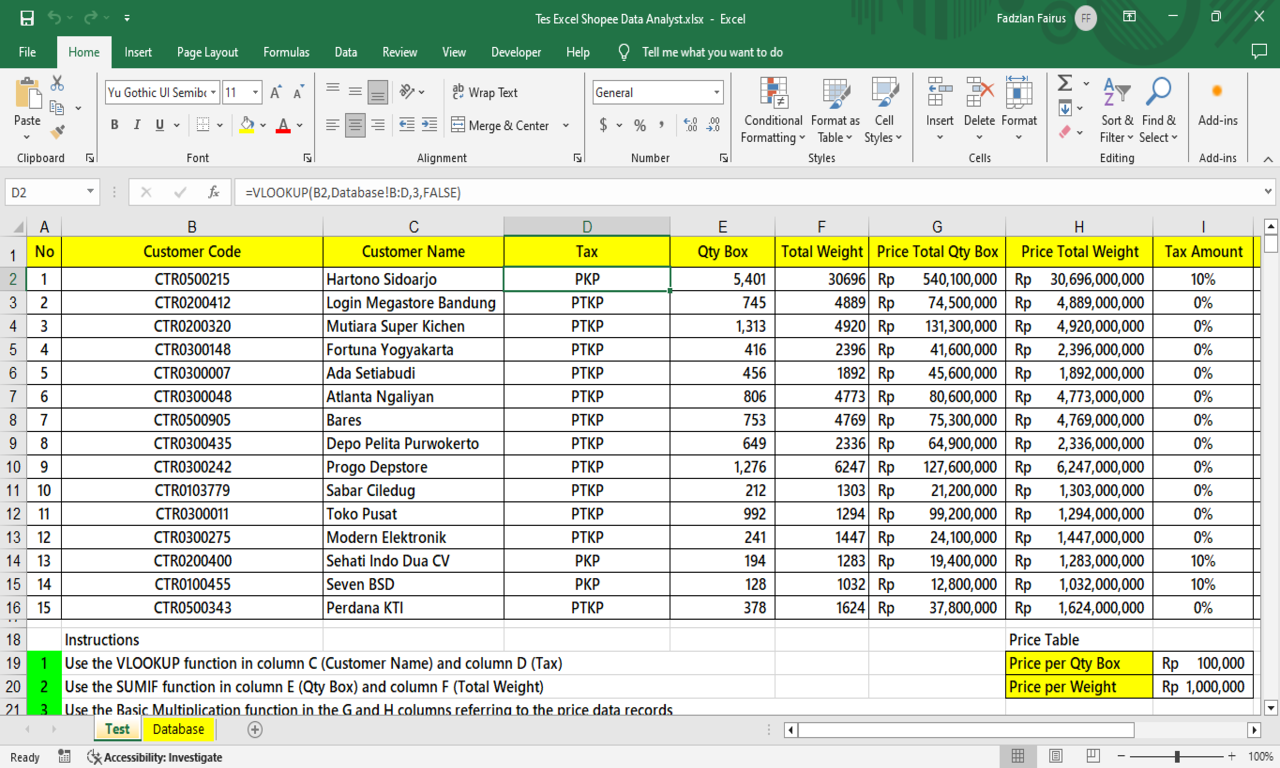 Tes Excel Shopee Data Analyst.xlsx - Excel
Fadzlan Fairus FF
File Home Insert Page Layout Formulas Data Review View Developer Help Tell me what you want to do
Yu Gothic UI Semibc 11 A A Wrap Text General
Paste B I U A Merge & Center $ % , Conditional Formatting Format as Table Cell Styles Insert Delete Format Sort & Filter Find & Select Add-ins
Clipboard Font Alignment Number Styles Cells Editing Add-ins
D2 fx =VLOOKUP(B2,Database!B:D,3,FALSE)
A B C D E F G H I
1 No Customer Code Customer Name Tax Qty Box Total Weight Price Total Qty Box Price Total Weight Tax Amount
2 1 CTR0500215 Hartono Sidoarjo PKP 5,401 30696 Rp 540,100,000 Rp 30,696,000,000 10%
3 2 CTR0200412 Login Megastore Bandung PTKP 745 4889 Rp 74,500,000 Rp 4,889,000,000 0%
4 3 CTR0200320 Mutiara Super Kichen PTKP 1,313 4920 Rp 131,300,000 Rp 4,920,000,000 0%
5 4 CTR0300148 Fortuna Yogyakarta PTKP 416 2396 Rp 41,600,000 Rp 2,396,000,000 0%
6 5 CTR0300007 Ada Setiabudi PTKP 456 1892 Rp 45,600,000 Rp 1,892,000,000 0%
7 6 CTR0300048 Atlanta Ngaliyan PTKP 806 4773 Rp 80,600,000 Rp 4,773,000,000 0%
8 7 CTR0500905 Bares PTKP 753 4769 Rp 75,300,000 Rp 4,769,000,000 0%
9 8 CTR0300435 Depo Pelita Purwokerto PTKP 649 2336 Rp 64,900,000 Rp 2,336,000,000 0%
10 9 CTR0300242 Progo Depstore PTKP 1,276 6247 Rp 127,600,000 Rp 6,247,000,000 0%
11 10 CTR0103779 Sabar Ciledug PTKP 212 1303 Rp 21,200,000 Rp 1,303,000,000 0%
12 11 CTR0300011 Toko Pusat PTKP 992 1294 Rp 99,200,000 Rp 1,294,000,000 0%
13 12 CTR0300275 Modern Elektronik PTKP 241 1447 Rp 24,100,000 Rp 1,447,000,000 0%
14 13 CTR0200400 Sehati Indo Dua CV PKP 194 1283 Rp 19,400,000 Rp 1,283,000,000 10%
15 14 CTR0100455 Seven BSD PKP 128 1032 Rp 12,800,000 Rp 1,032,000,000 10%
16 15 CTR0500343 Perdana KTI PTKP 378 1624 Rp 37,800,000 Rp 1,624,000,000 0%
18 Instructions Price Table
19 1 Use the VLOOKUP function in column C (Customer Name) and column D (Tax) Price per Qty Box Rp 100,000
20 2 Use the SUMIF function in column E (Qty Box) and column F (Total Weight) Price per Weight Rp 1,000,000
21 3 Use the Basic Multiplication function in the G and H columns referring to the price data records
Test Database
Ready Accessibility: Investigate 100%